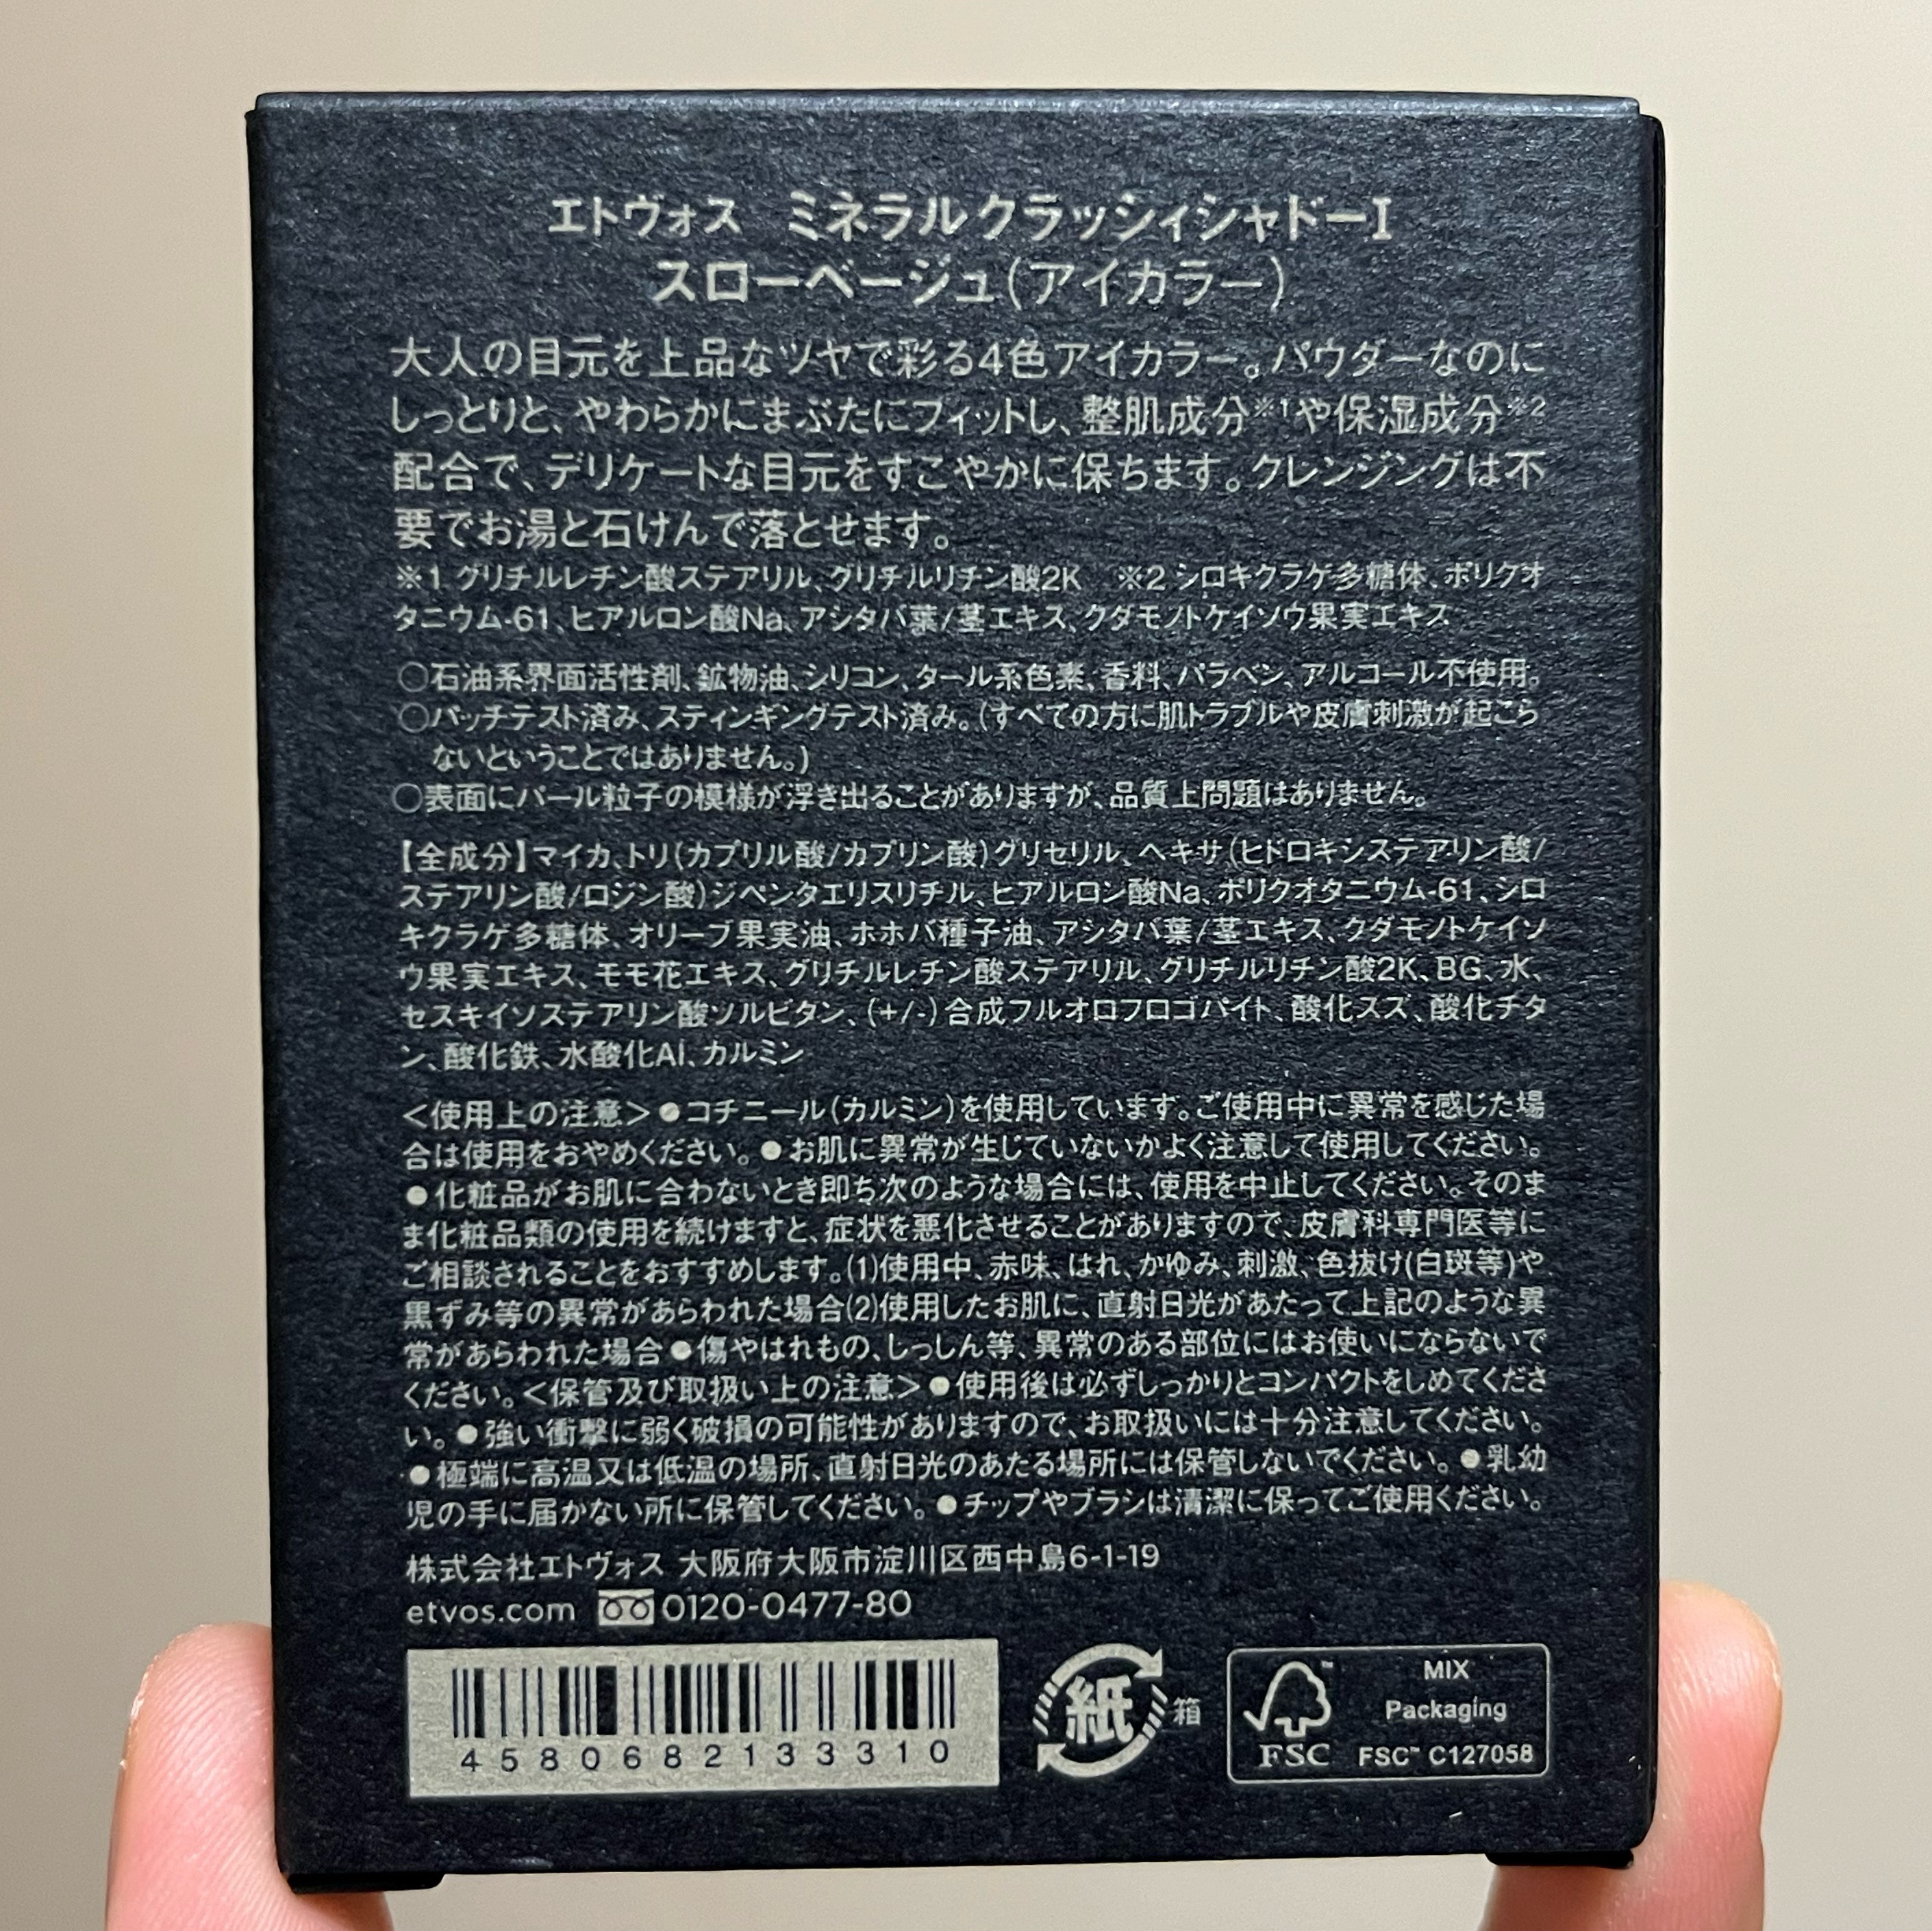 エトヴォス　ミネラルクラッシィシャドーI
スローベージュ(アイカラー)
大人の目元を上品なツヤで彩る4色アイカラー。パウダーなのに
しっとりと、やわらかにまぶたにフィットし、整肌成分※1や保湿成分※2
配合で、デリケートな目元をすこやかに保ちます。クレンジングは不
要でお湯と石けんで落とせます。
※1 グリチルレチン酸ステアリル、グリチルリチン酸2K　※2 シロキクラゲ多糖体、ポリクオ
タニウム-61、ヒアルロン酸Na、アシタバ葉/茎エキス、クダモノトケイソウ果実エキス
○石油系界面活性剤、鉱物油、シリコン、タール系色素、香料、パラベン、アルコール不使用。
○パッチテスト済み、スティンギングテスト済み。(すべての方に肌トラブルや皮膚刺激が起こら
ないということではありません。)
○表面にパール粒子の模様が浮き出ることがありますが、品質上問題はありません。
【全成分】マイカ、トリ(カプリル酸/カプリン酸)グリセリル、ヘキサ(ヒドロキシステアリン酸/
ステアリン酸/ロジン酸)ジペンタエリスリチル、ヒアルロン酸Na、ポリクオタニウム-61、シロ
キクラゲ多糖体、オリーブ果実油、ホホバ種子油、アシタバ葉/茎エキス、クダモノトケイソ
ウ果実エキス、モモ花エキス、グリチルレチン酸ステアリル、グリチルリチン酸2K、BG、水、
セスキイソステアリン酸ソルビタン、(+/-)合成フルオロフロゴパイト、酸化スズ、酸化チタ
ン、酸化鉄、水酸化Al、カルミン
＜使用上の注意＞●コチニール(カルミン)を使用しています。ご使用中に異常を感じた場
合は使用をおやめください。●お肌に異常が生じていないかよく注意して使用してください。
●化粧品がお肌に合わないとき即ち次のような場合には、使用を中止してください。そのま
ま化粧品類の使用を続けますと、症状を悪化させることがありますので、皮膚科専門医等に
ご相談されることをおすすめします。(1)使用中、赤味、はれ、かゆみ、刺激、色抜け(白斑等)や
黒ずみ等の異常があらわれた場合(2)使用したお肌に、直射日光があたって上記のような異
常があらわれた場合●傷やはれもの、しっしん等、異常のある部位にはお使いにならないで
ください。＜保管及び取扱い上の注意＞●使用後は必ずしっかりとコンパクトをしめてくださ
い。●強い衝撃に弱く破損の可能性がありますので、お取扱いには十分注意してください。
●極端に高温又は低温の場所、直射日光のあたる場所には保管しないでください。●乳幼
児の手に届かない所に保管してください。●チップやブラシは清潔に保ってご使用ください。
株式会社エトヴォス 大阪府大阪市淀川区西中島6-1-19
etvos.com 0120-0477-80
4580682133310
紙 箱
MIX
Packaging
FSC FSC™ C127058